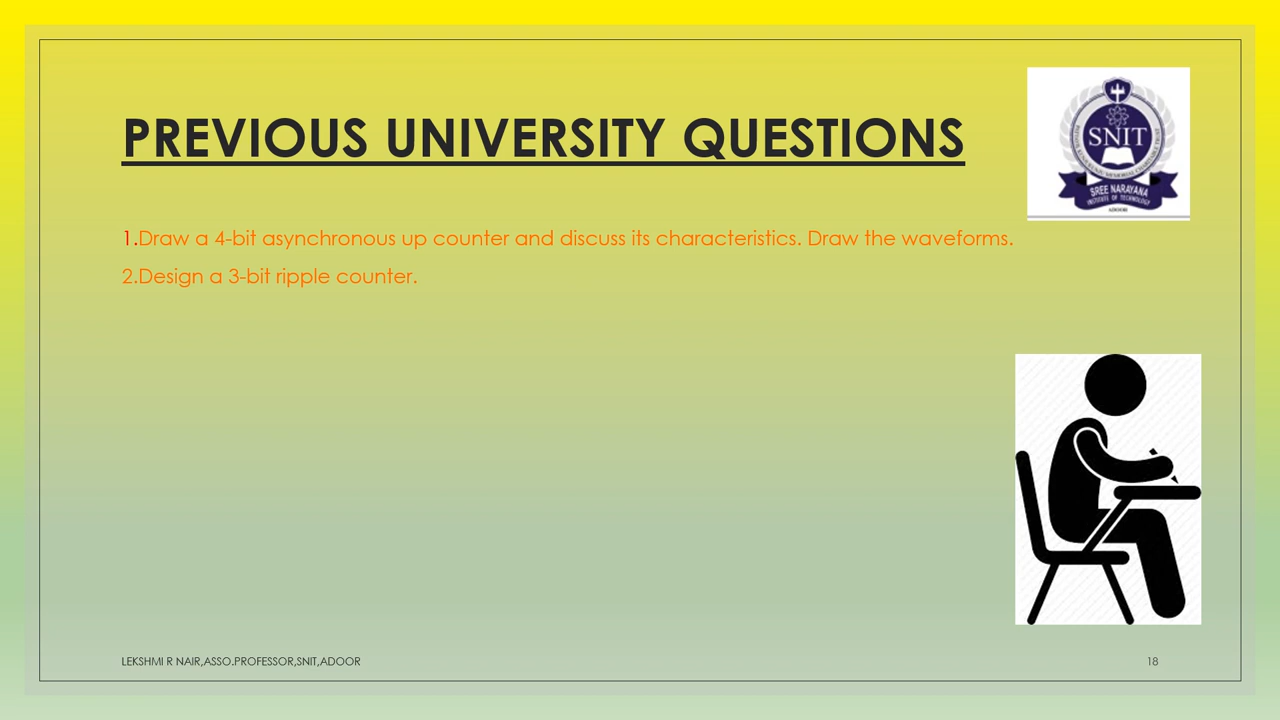 PREVIOUS UNIVERSITY QUESTIONS
SNIT
SREE NARAYANA
INSTITUTE OF TECHNOLOGY
ADOOR
1.Draw a 4-bit asynchronous up counter and discuss its characteristics. Draw the waveforms.
2.Design a 3-bit ripple counter.
LEKSHMI R NAIR,ASSO.PROFESSOR,SNIT,ADOOR
18